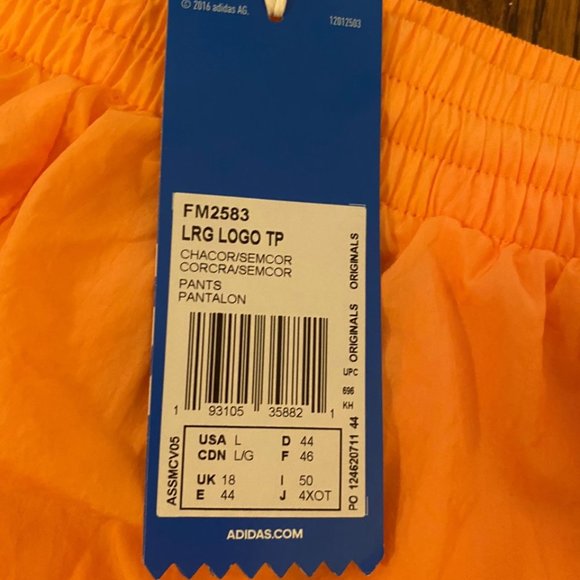 © 2016 adidas AG.
12012503
FM2583
LRG LOGO TP
CHACOR/SEMCOR
CORCRA/SEMCOR
PANTS
PANTALON
1 93105 35882 1
UPC ORIGINALS ORIGINALS
696
KH
PO 124620711 44
ASSMCV05
USA L D 44
CDN L/G F 46
UK 18 I 50
E 44 J 4XOT
ADIDAS.COM